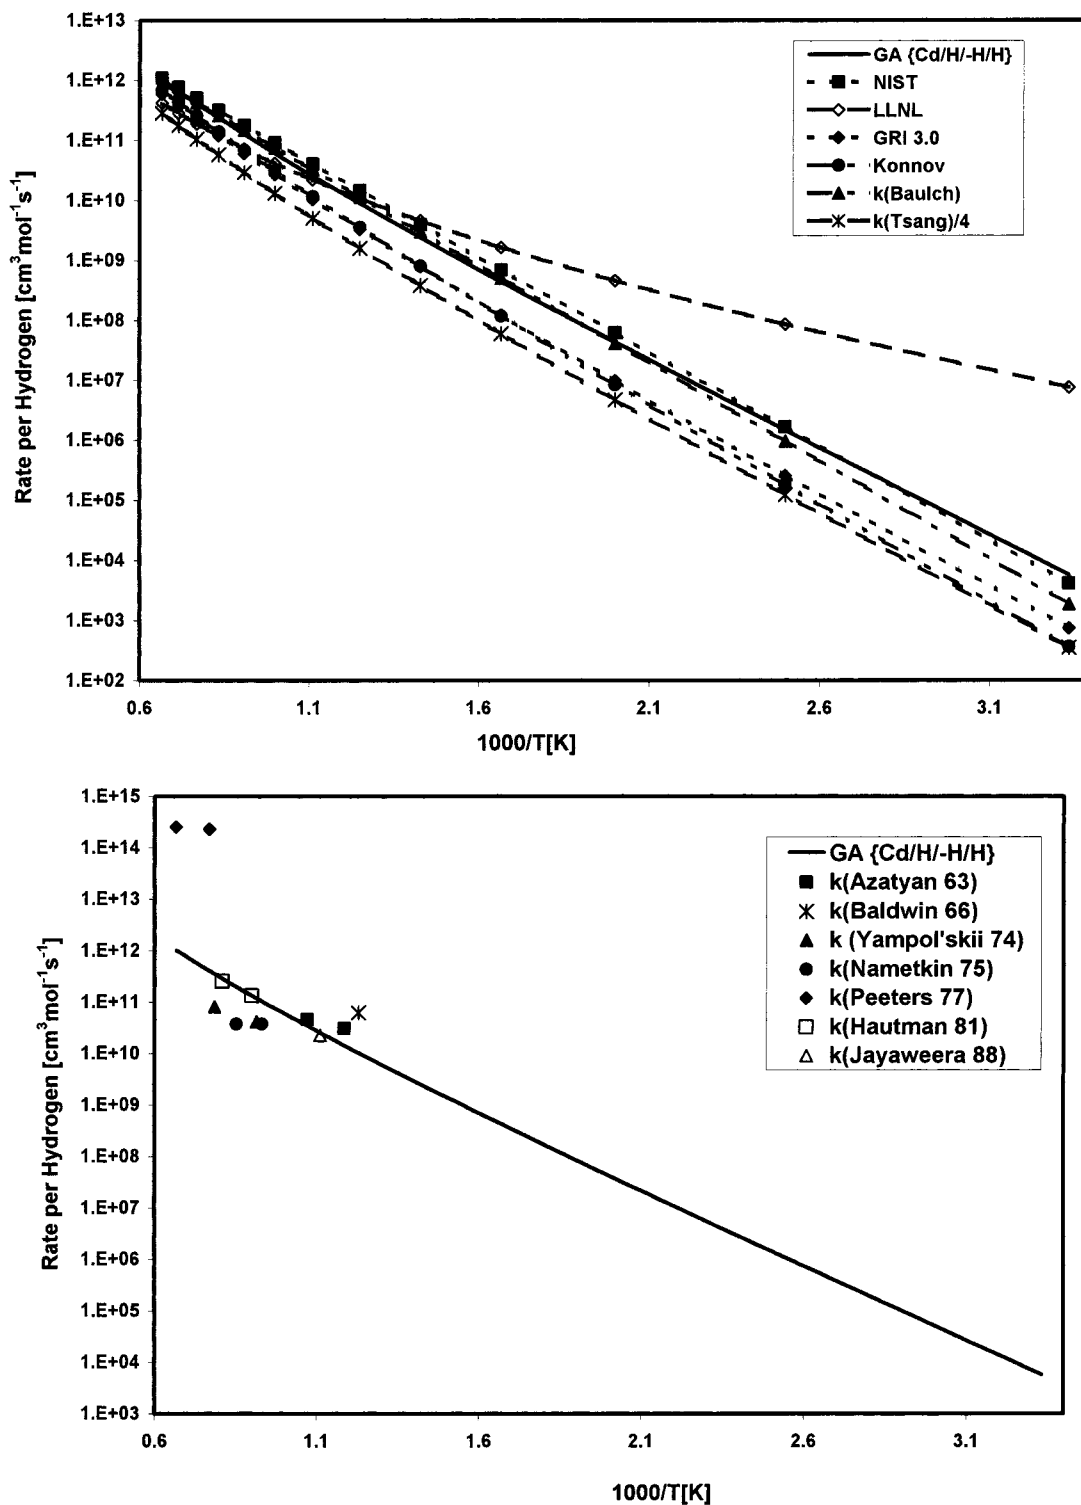 1.E+13
1.E+12
1.E+11
1.E+10
1.E+09
1.E+08
1.E+07
1.E+06
1.E+05
1.E+04
1.E+03
1.E+02
Rate per Hydrogen [cm³mol⁻¹s⁻¹]
GA {Cd/H/-H/H}
NIST
LLNL
GRI 3.0
Konnov
k(Baulch)
k(Tsang)/4
0.6 1.1 1.6 2.1 2.6 3.1
1000/T[K]
1.E+15
1.E+14
1.E+13
1.E+12
1.E+11
1.E+10
1.E+09
1.E+08
1.E+07
1.E+06
1.E+05
1.E+04
1.E+03
Rate per Hydrogen [cm³mol⁻¹s⁻¹]
GA {Cd/H/-H/H}
k(Azatyan 63)
k(Baldwin 66)
k (Yampol'skii 74)
k(Nametkin 75)
k(Peeters 77)
k(Hautman 81)
k(Jayaweera 88)
0.6 1.1 1.6 2.1 2.6 3.1
1000/T[K]